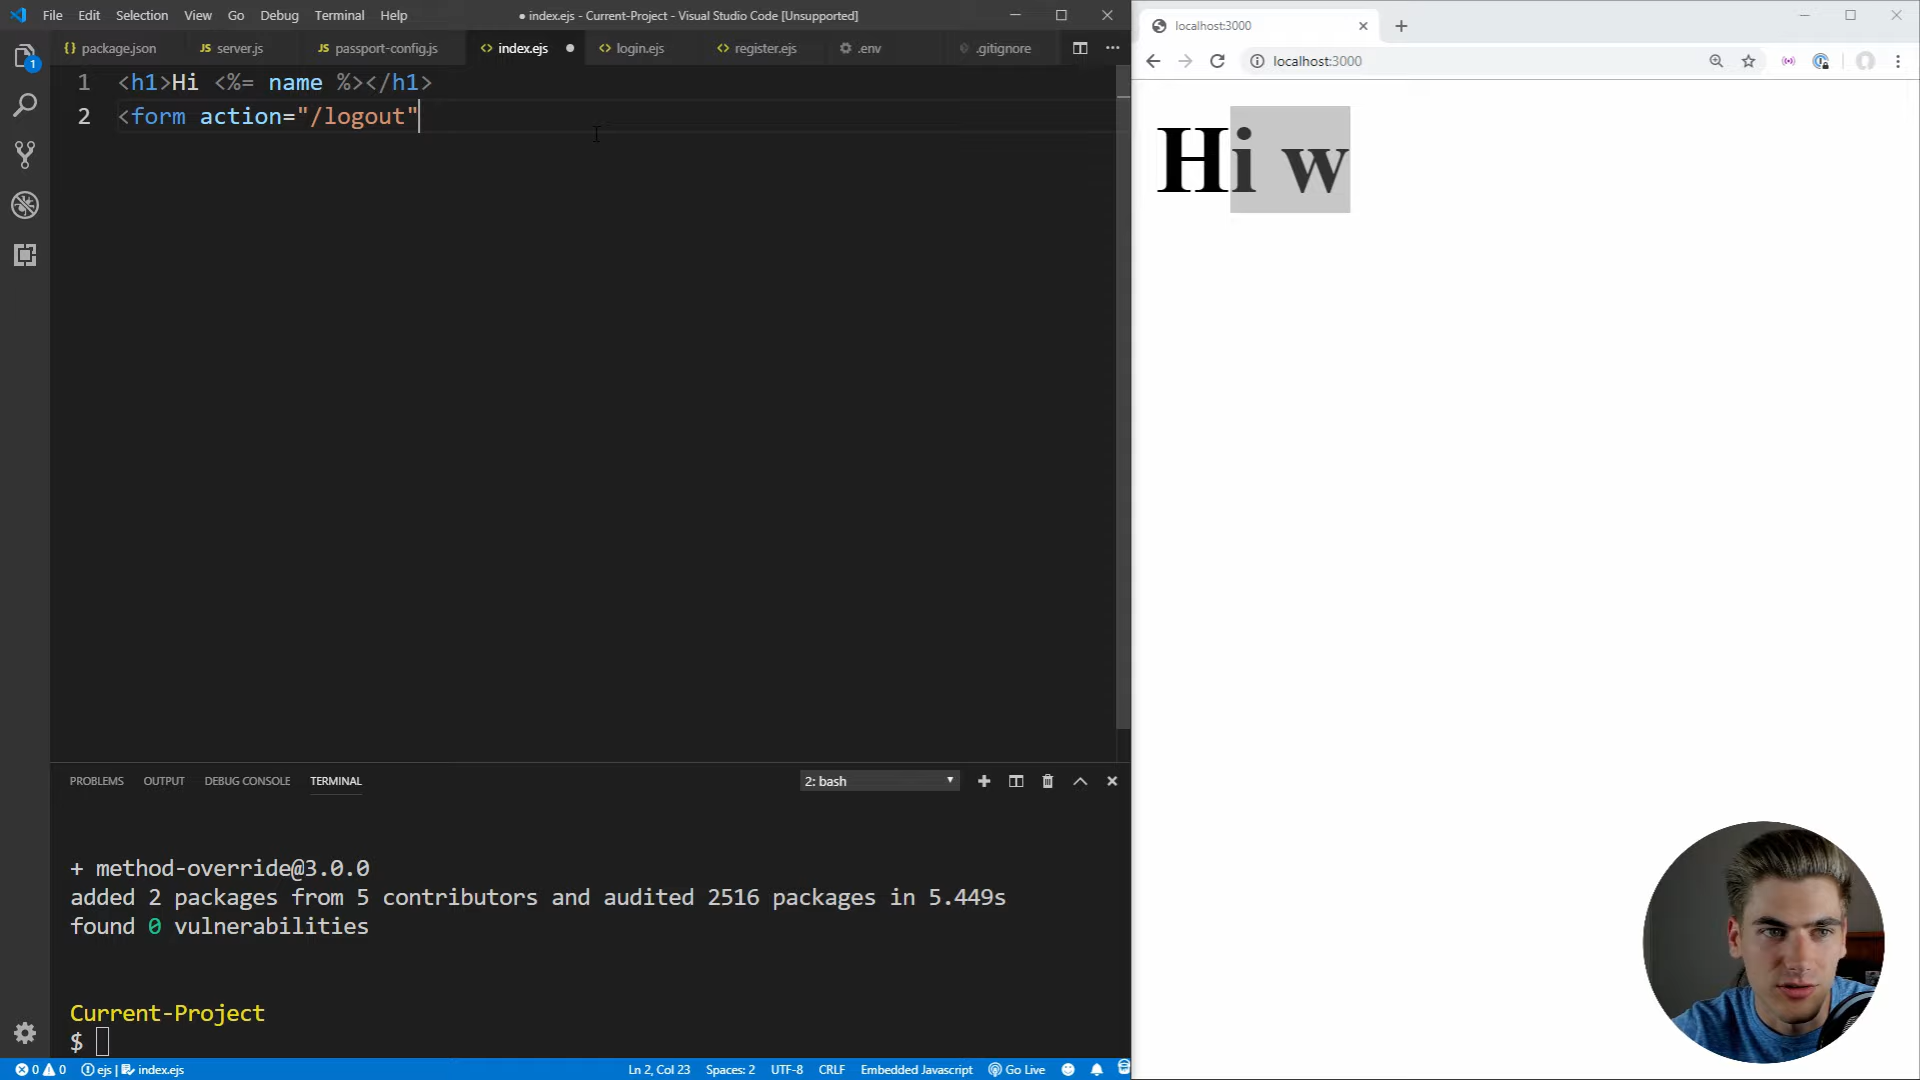 File Edit Selection View Go Debug Terminal Help
● index.ejs - Current-Project - Visual Studio Code [Unsupported]
package.json
server.js
passport-config.js
index.ejs
login.ejs
register.ejs
.env
.gitignore
1 <h1>Hi <%= name %></h1>
2 <form action="/logout"
PROBLEMS OUTPUT DEBUG CONSOLE TERMINAL
2: bash
+ method-override@3.0.0
added 2 packages from 5 contributors and audited 2516 packages in 5.449s
found 0 vulnerabilities
Current-Project
$
0 0 ejs | index.ejs
Ln 2, Col 23 Spaces: 2 UTF-8 CRLF Embedded Javascript Go Live
1
localhost:3000
localhost:3000
Hi w